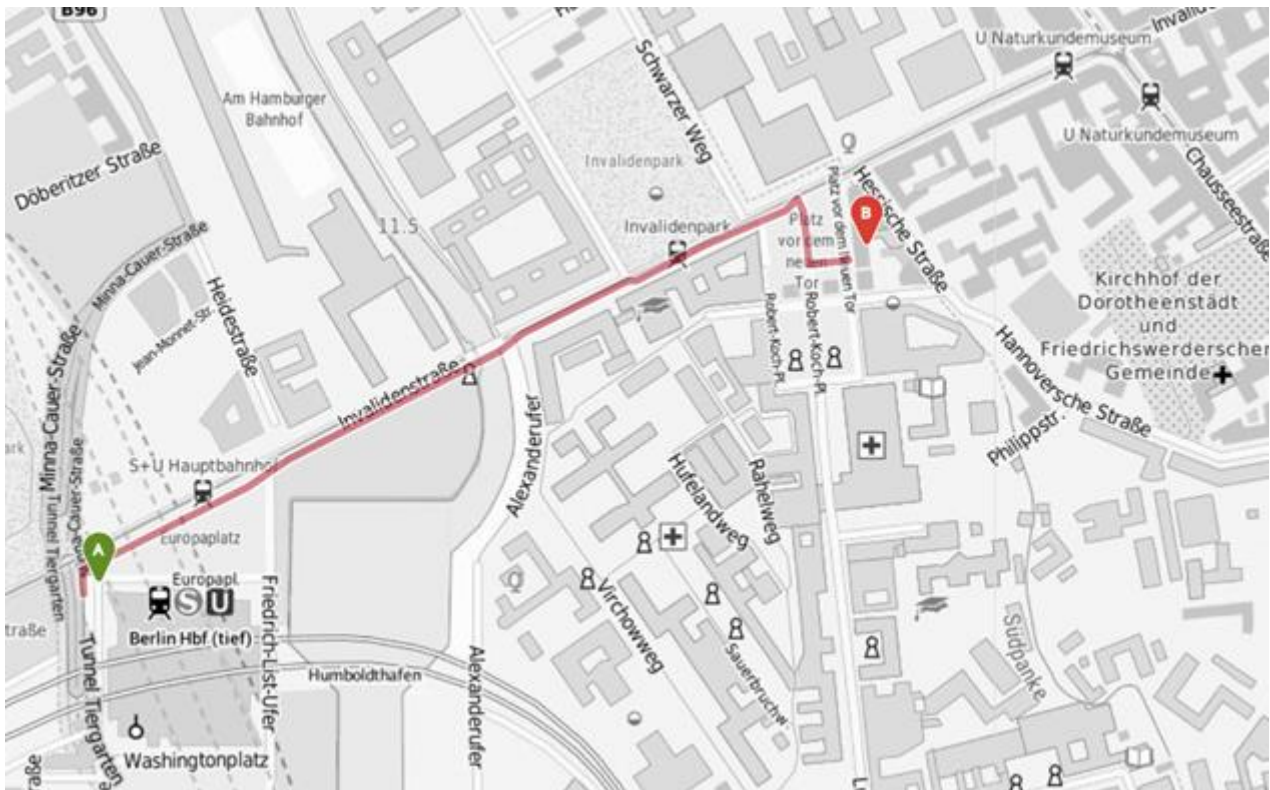 B96
U Naturkundemuseum
Schwarzer Weg
Am Hamburger
Bahnhof
U Naturkundemuseum
Döberitzer Straße
Invalidenpark
Chausseestraße
Hessische Straße
Platz vor dem Neuen Tor
B
Minna-Cauer-Straße
11.5
Invalidenpark
Platz
vor dem
neuen
Tor
Kirchhof der
Dorotheenstädt
und
Friedrichswerderschen
Gemeinde
Heidestraße
Jean-Monnet-Str.
Robert-Koch-Pl.
Robert-Koch-Pl.
Hannoversche Straße
Minna-Cauer-Straße
Invalidenstraße
Philippstr.
Alexanderufer
S+U Hauptbahnhof
Hufelandweg
Rahelweg
Tunnel Tiergarten
A
Europaplatz
Europapl.
S U
Friedrich-List-Ufer
Virchowweg
Berlin Hbf (tief)
Südpanke
Sauerbruchw.
Tunnel Tiergarten
Humboldthafen
Alexanderufer
Washingtonplatz